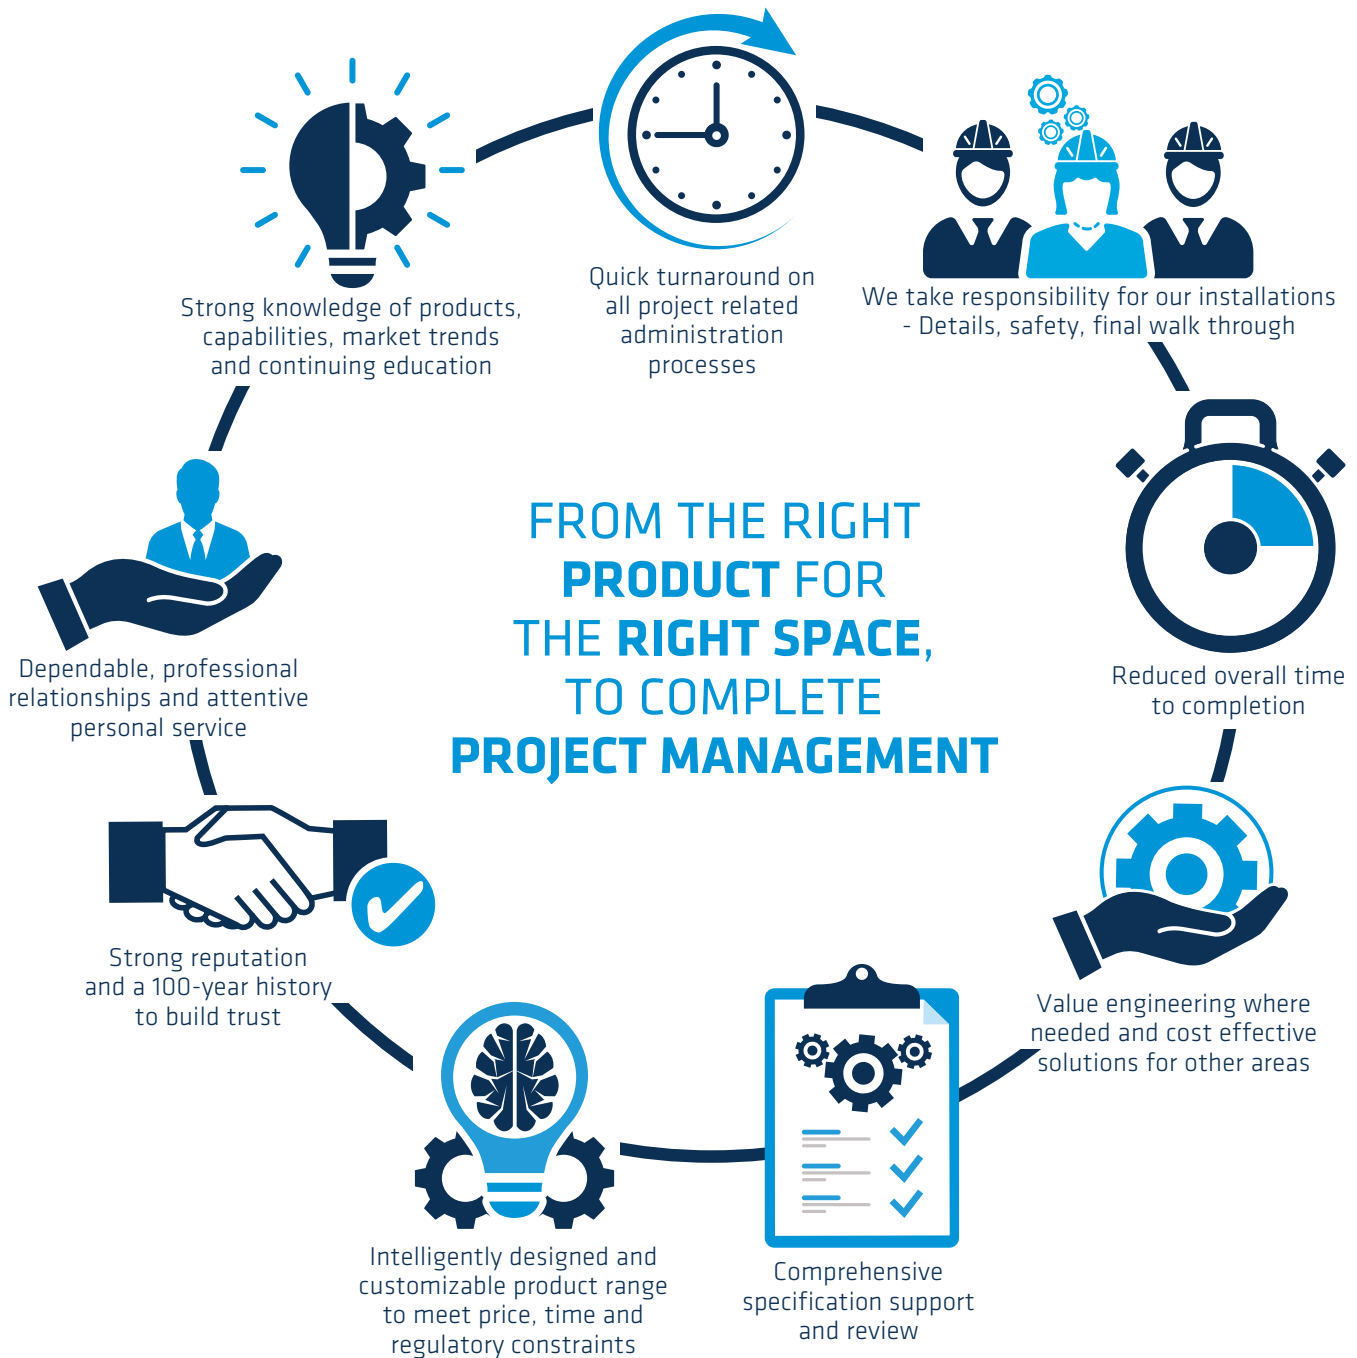 Strong knowledge of products,
capabilities, market trends
and continuing education
Quick turnaround on
all project related
administration
processes
We take responsibility for our installations
- Details, safety, final walk through
Dependable, professional
relationships and attentive
personal service
FROM THE RIGHT
PRODUCT FOR
THE RIGHT SPACE,
TO COMPLETE
PROJECT MANAGEMENT
Reduced overall time
to completion
Strong reputation
and a 100-year history
to build trust
Value engineering where
needed and cost effective
solutions for other areas
Intelligently designed and
customizable product range
to meet price, time and
regulatory constraints
Comprehensive
specification support
and review